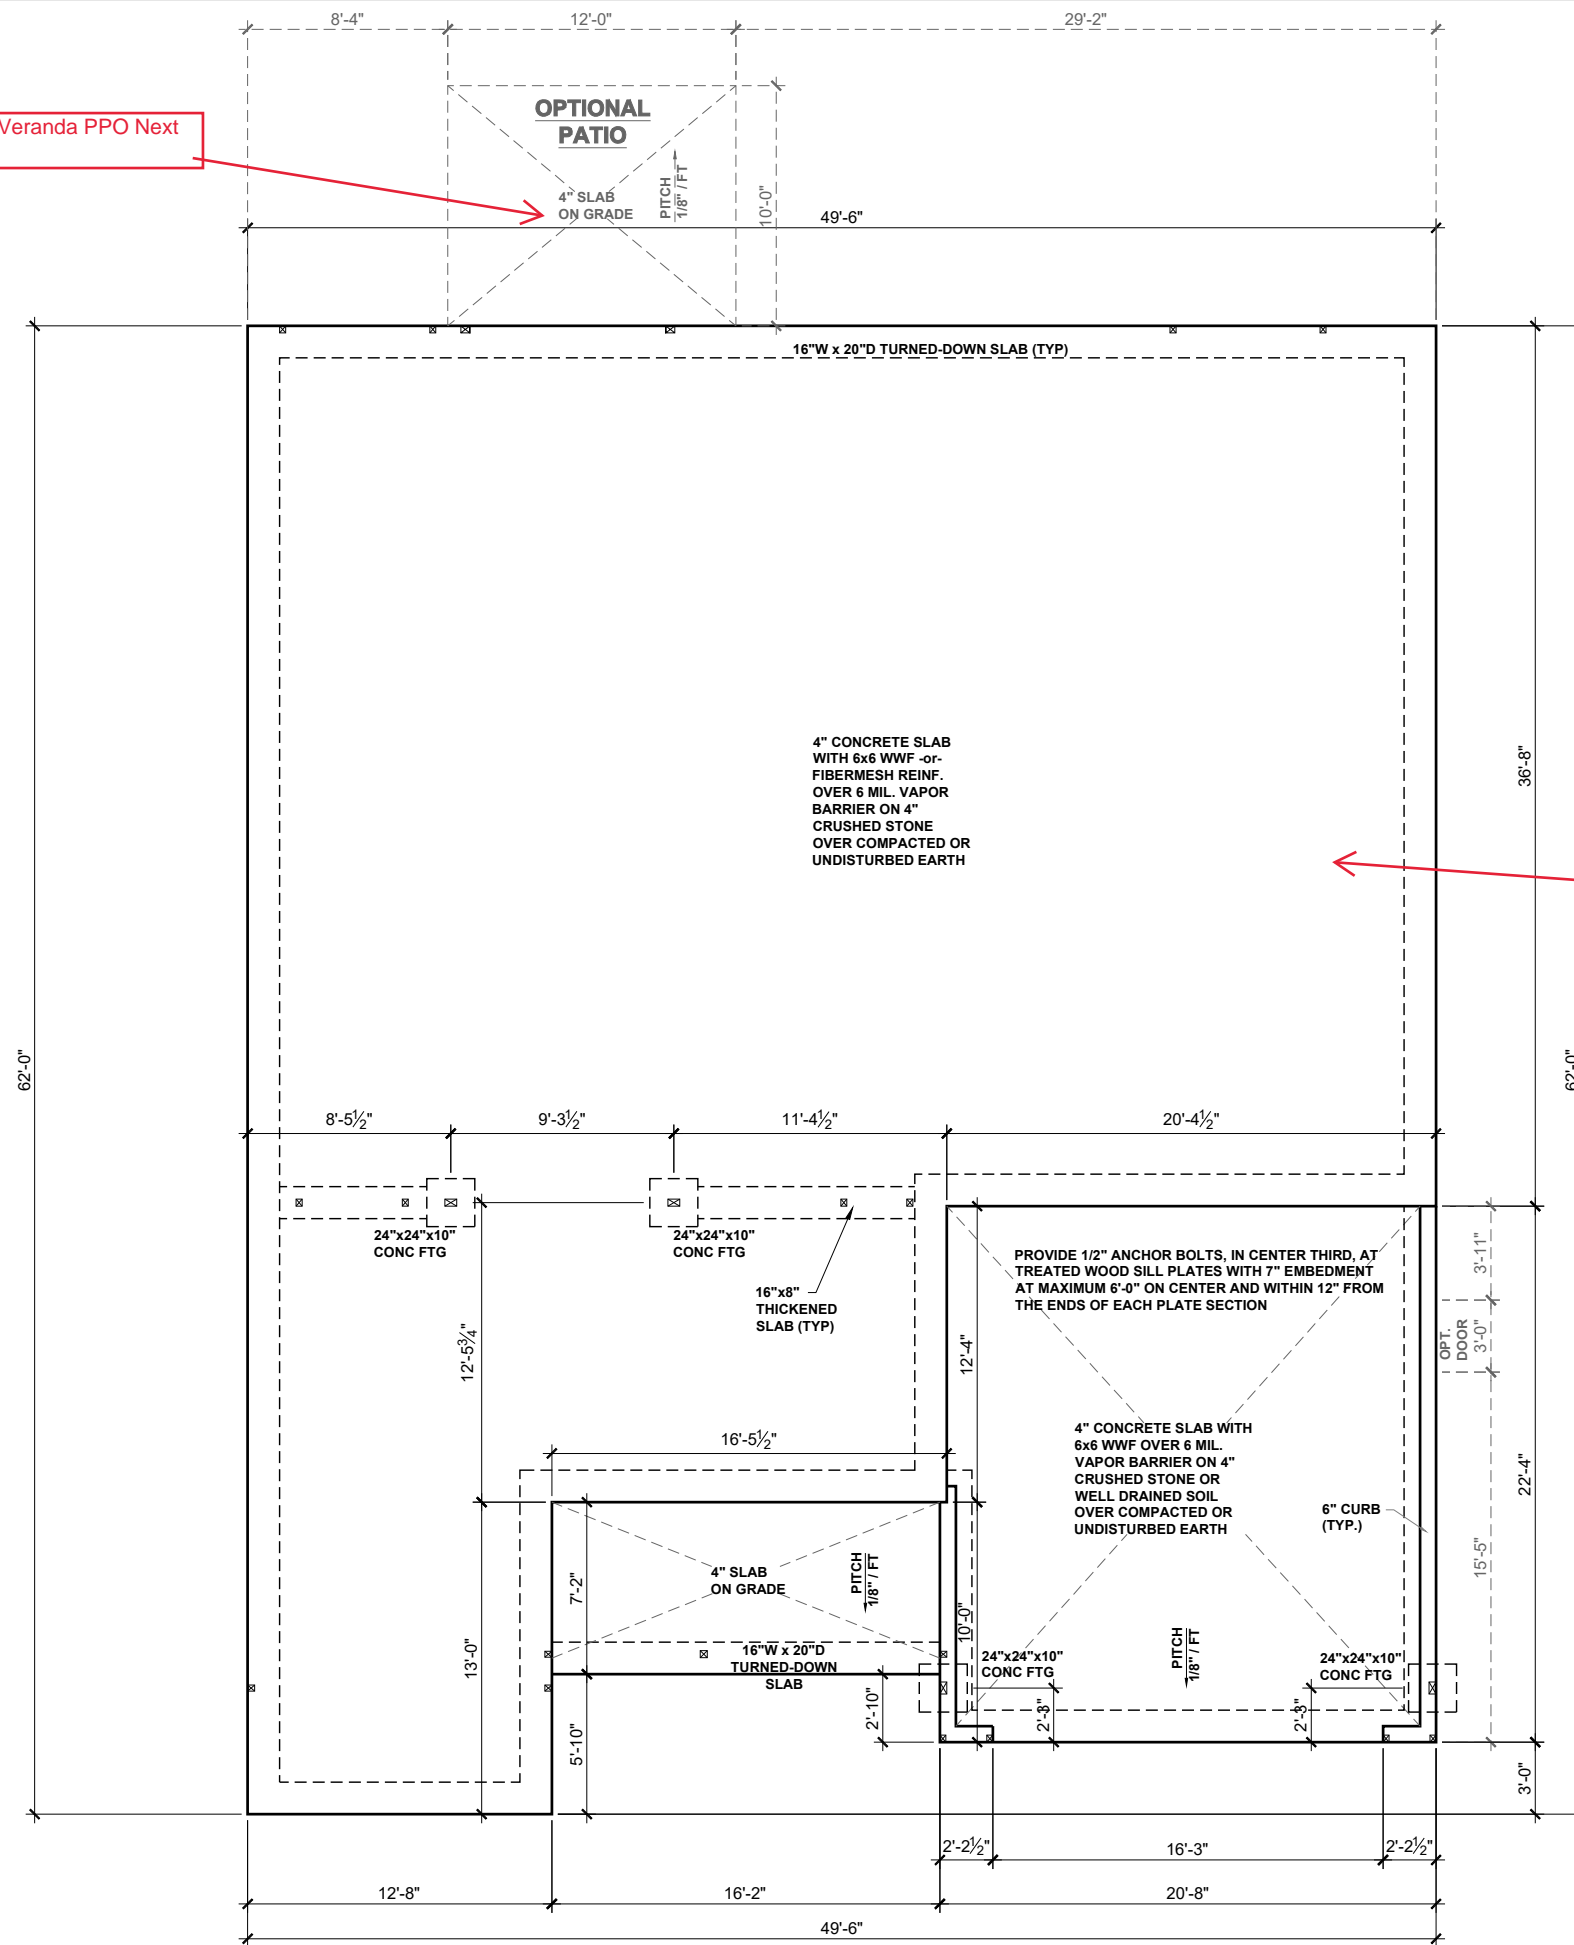 8'-4"
12'-0"
29'-2"
Veranda PPO Next
OPTIONAL
PATIO
4" SLAB
ON GRADE
PITCH
1/8" / FT
10'-0"
49'-6"
16"W x 20"D TURNED-DOWN SLAB (TYP)
4" CONCRETE SLAB
WITH 6x6 WWF -or-
FIBERMESH REINF.
OVER 6 MIL. VAPOR
BARRIER ON 4"
CRUSHED STONE
OVER COMPACTED OR
UNDISTURBED EARTH
36'-8"
62'-0"
62'-0"
8'-5½"
9'-3½"
11'-4½"
20'-4½"
24"x24"x10"
CONC FTG
24"x24"x10"
CONC FTG
16"x8"
THICKENED
SLAB (TYP)
PROVIDE 1/2" ANCHOR BOLTS, IN CENTER THIRD, AT
TREATED WOOD SILL PLATES WITH 7" EMBEDMENT
AT MAXIMUM 6'-0" ON CENTER AND WITHIN 12" FROM
THE ENDS OF EACH PLATE SECTION
3'-11"
OPT.
DOOR
3'-0"
12'-5¾"
12'-4"
16'-5½"
4" CONCRETE SLAB WITH
6x6 WWF OVER 6 MIL.
VAPOR BARRIER ON 4"
CRUSHED STONE OR
WELL DRAINED SOIL
OVER COMPACTED OR
UNDISTURBED EARTH
6" CURB
(TYP.)
22'-4"
15'-5"
4" SLAB
ON GRADE
PITCH
1/8" / FT
7'-2"
13'-0"
10'-0"
16"W x 20"D
TURNED-DOWN
SLAB
24"x24"x10"
CONC FTG
PITCH
1/8" / FT
24"x24"x10"
CONC FTG
2'-10"
2'-3"
2'-3"
5'-10"
3'-0"
2'-2½"
16'-3"
2'-2½"
12'-8"
16'-2"
20'-8"
49'-6"